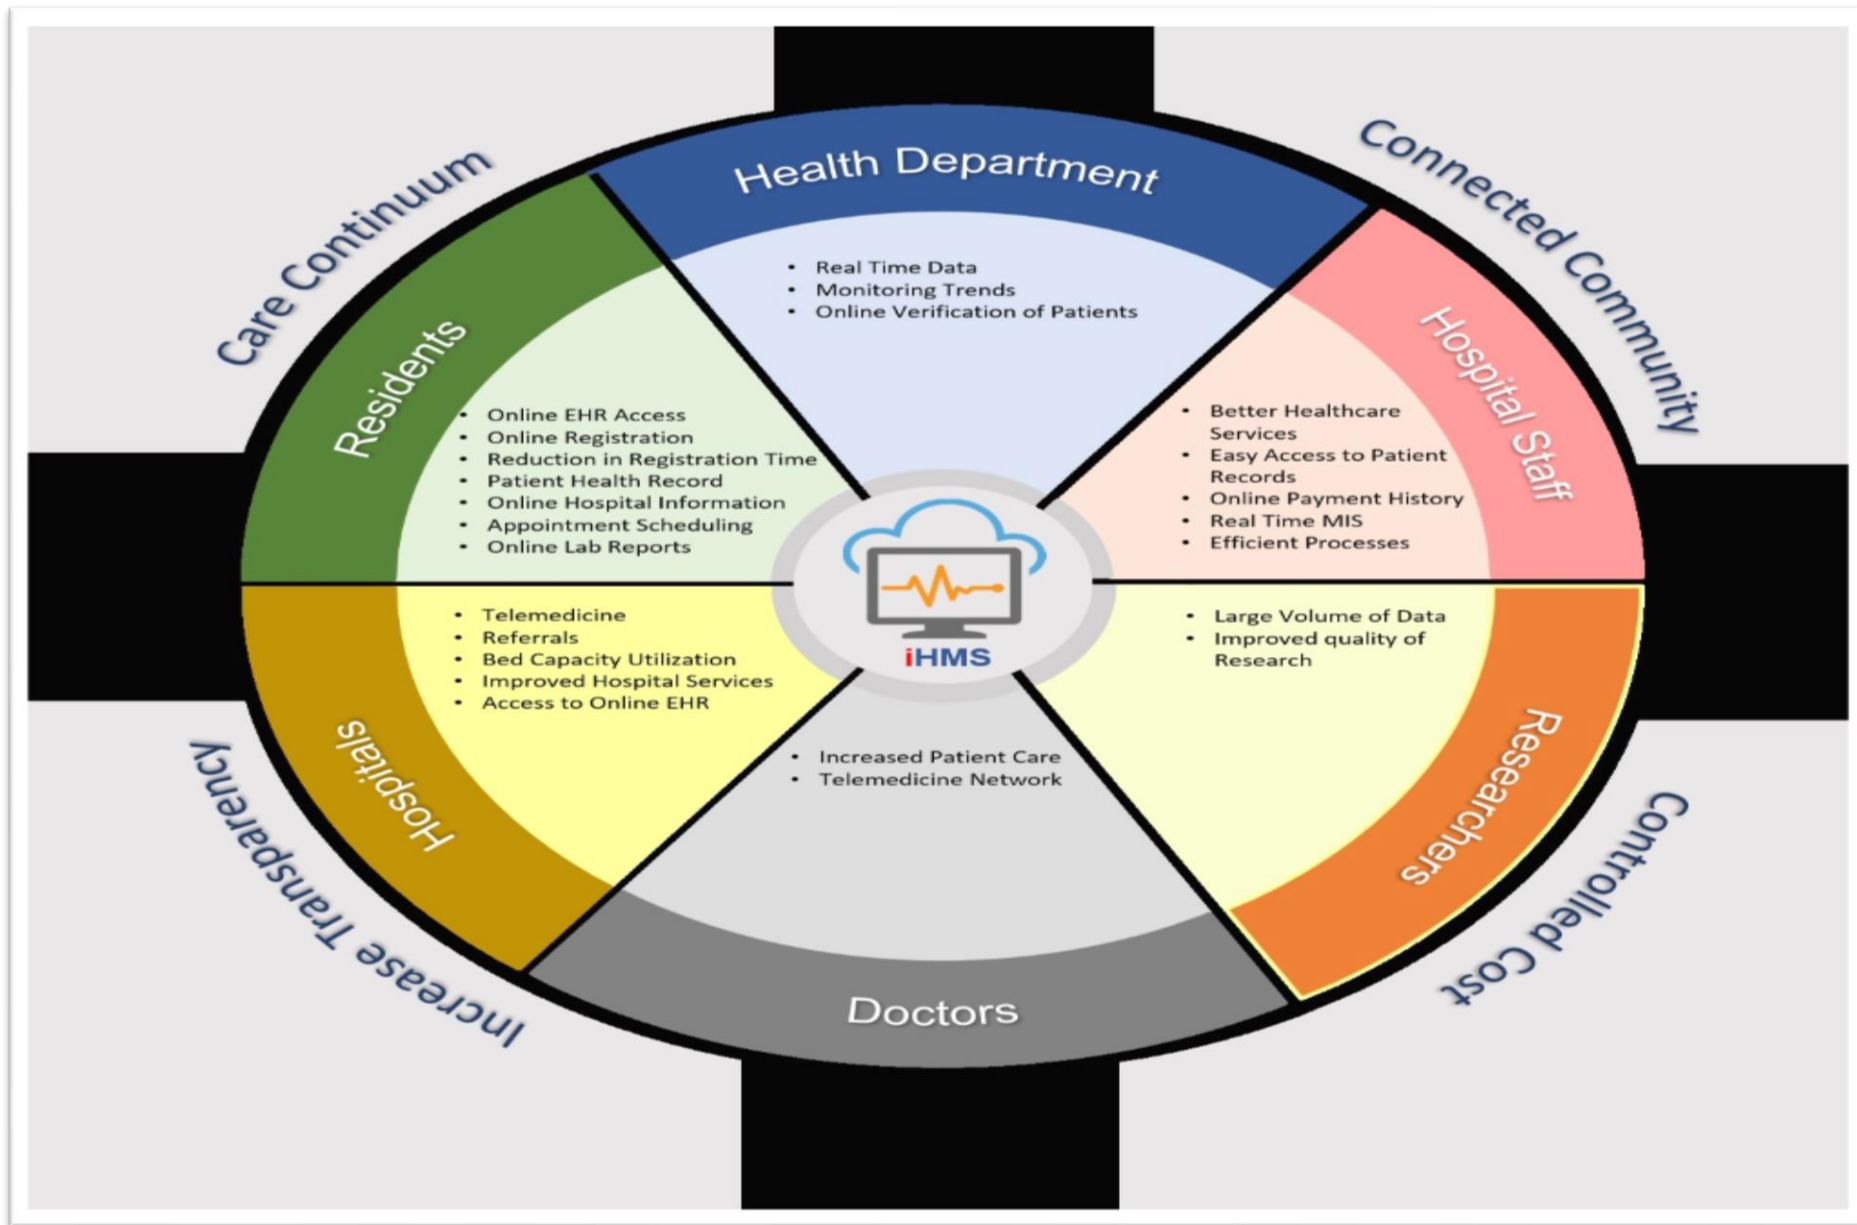 Care Continuum
Connected Community
Health Department
• Real Time Data
• Monitoring Trends
• Online Verification of Patients
Residents
• Online EHR Access
• Online Registration
• Reduction in Registration Time
• Patient Health Record
• Online Hospital Information
• Appointment Scheduling
• Online Lab Reports
Hospital Staff
• Better Healthcare
Services
• Easy Access to Patient
Records
• Online Payment History
• Real Time MIS
• Efficient Processes
iHMS
Hospitals
• Telemedicine
• Referrals
• Bed Capacity Utilization
• Improved Hospital Services
• Access to Online EHR
Researchers
• Large Volume of Data
• Improved quality of
Research
Doctors
• Increased Patient Care
• Telemedicine Network
Increase Transparency
Controlled Cost